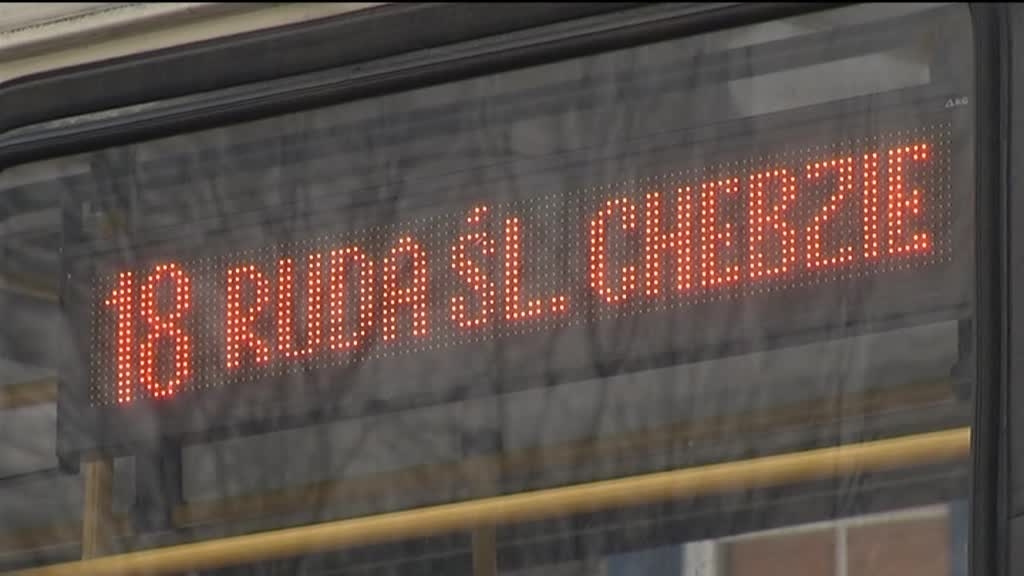 18 RUDA ŚL. CHEBZIE